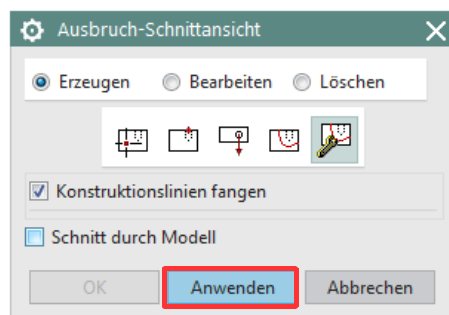 Ausbruch-Schnittansicht
Erzeugen Bearbeiten Löschen
Konstruktionslinien fangen
Schnitt durch Modell
OK Anwenden Abbrechen